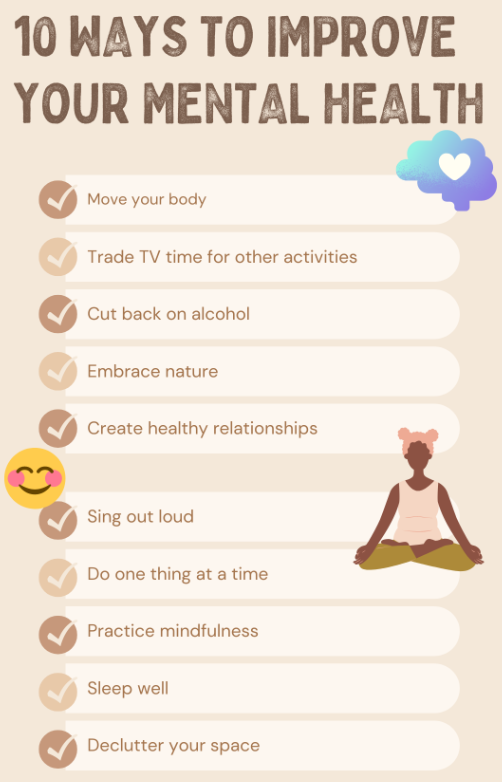 10 WAYS TO IMPROVE
YOUR MENTAL HEALTH
Move your body
Trade TV time for other activities
Cut back on alcohol
Embrace nature
Create healthy relationships
Sing out loud
Do one thing at a time
Practice mindfulness
Sleep well
Declutter your space